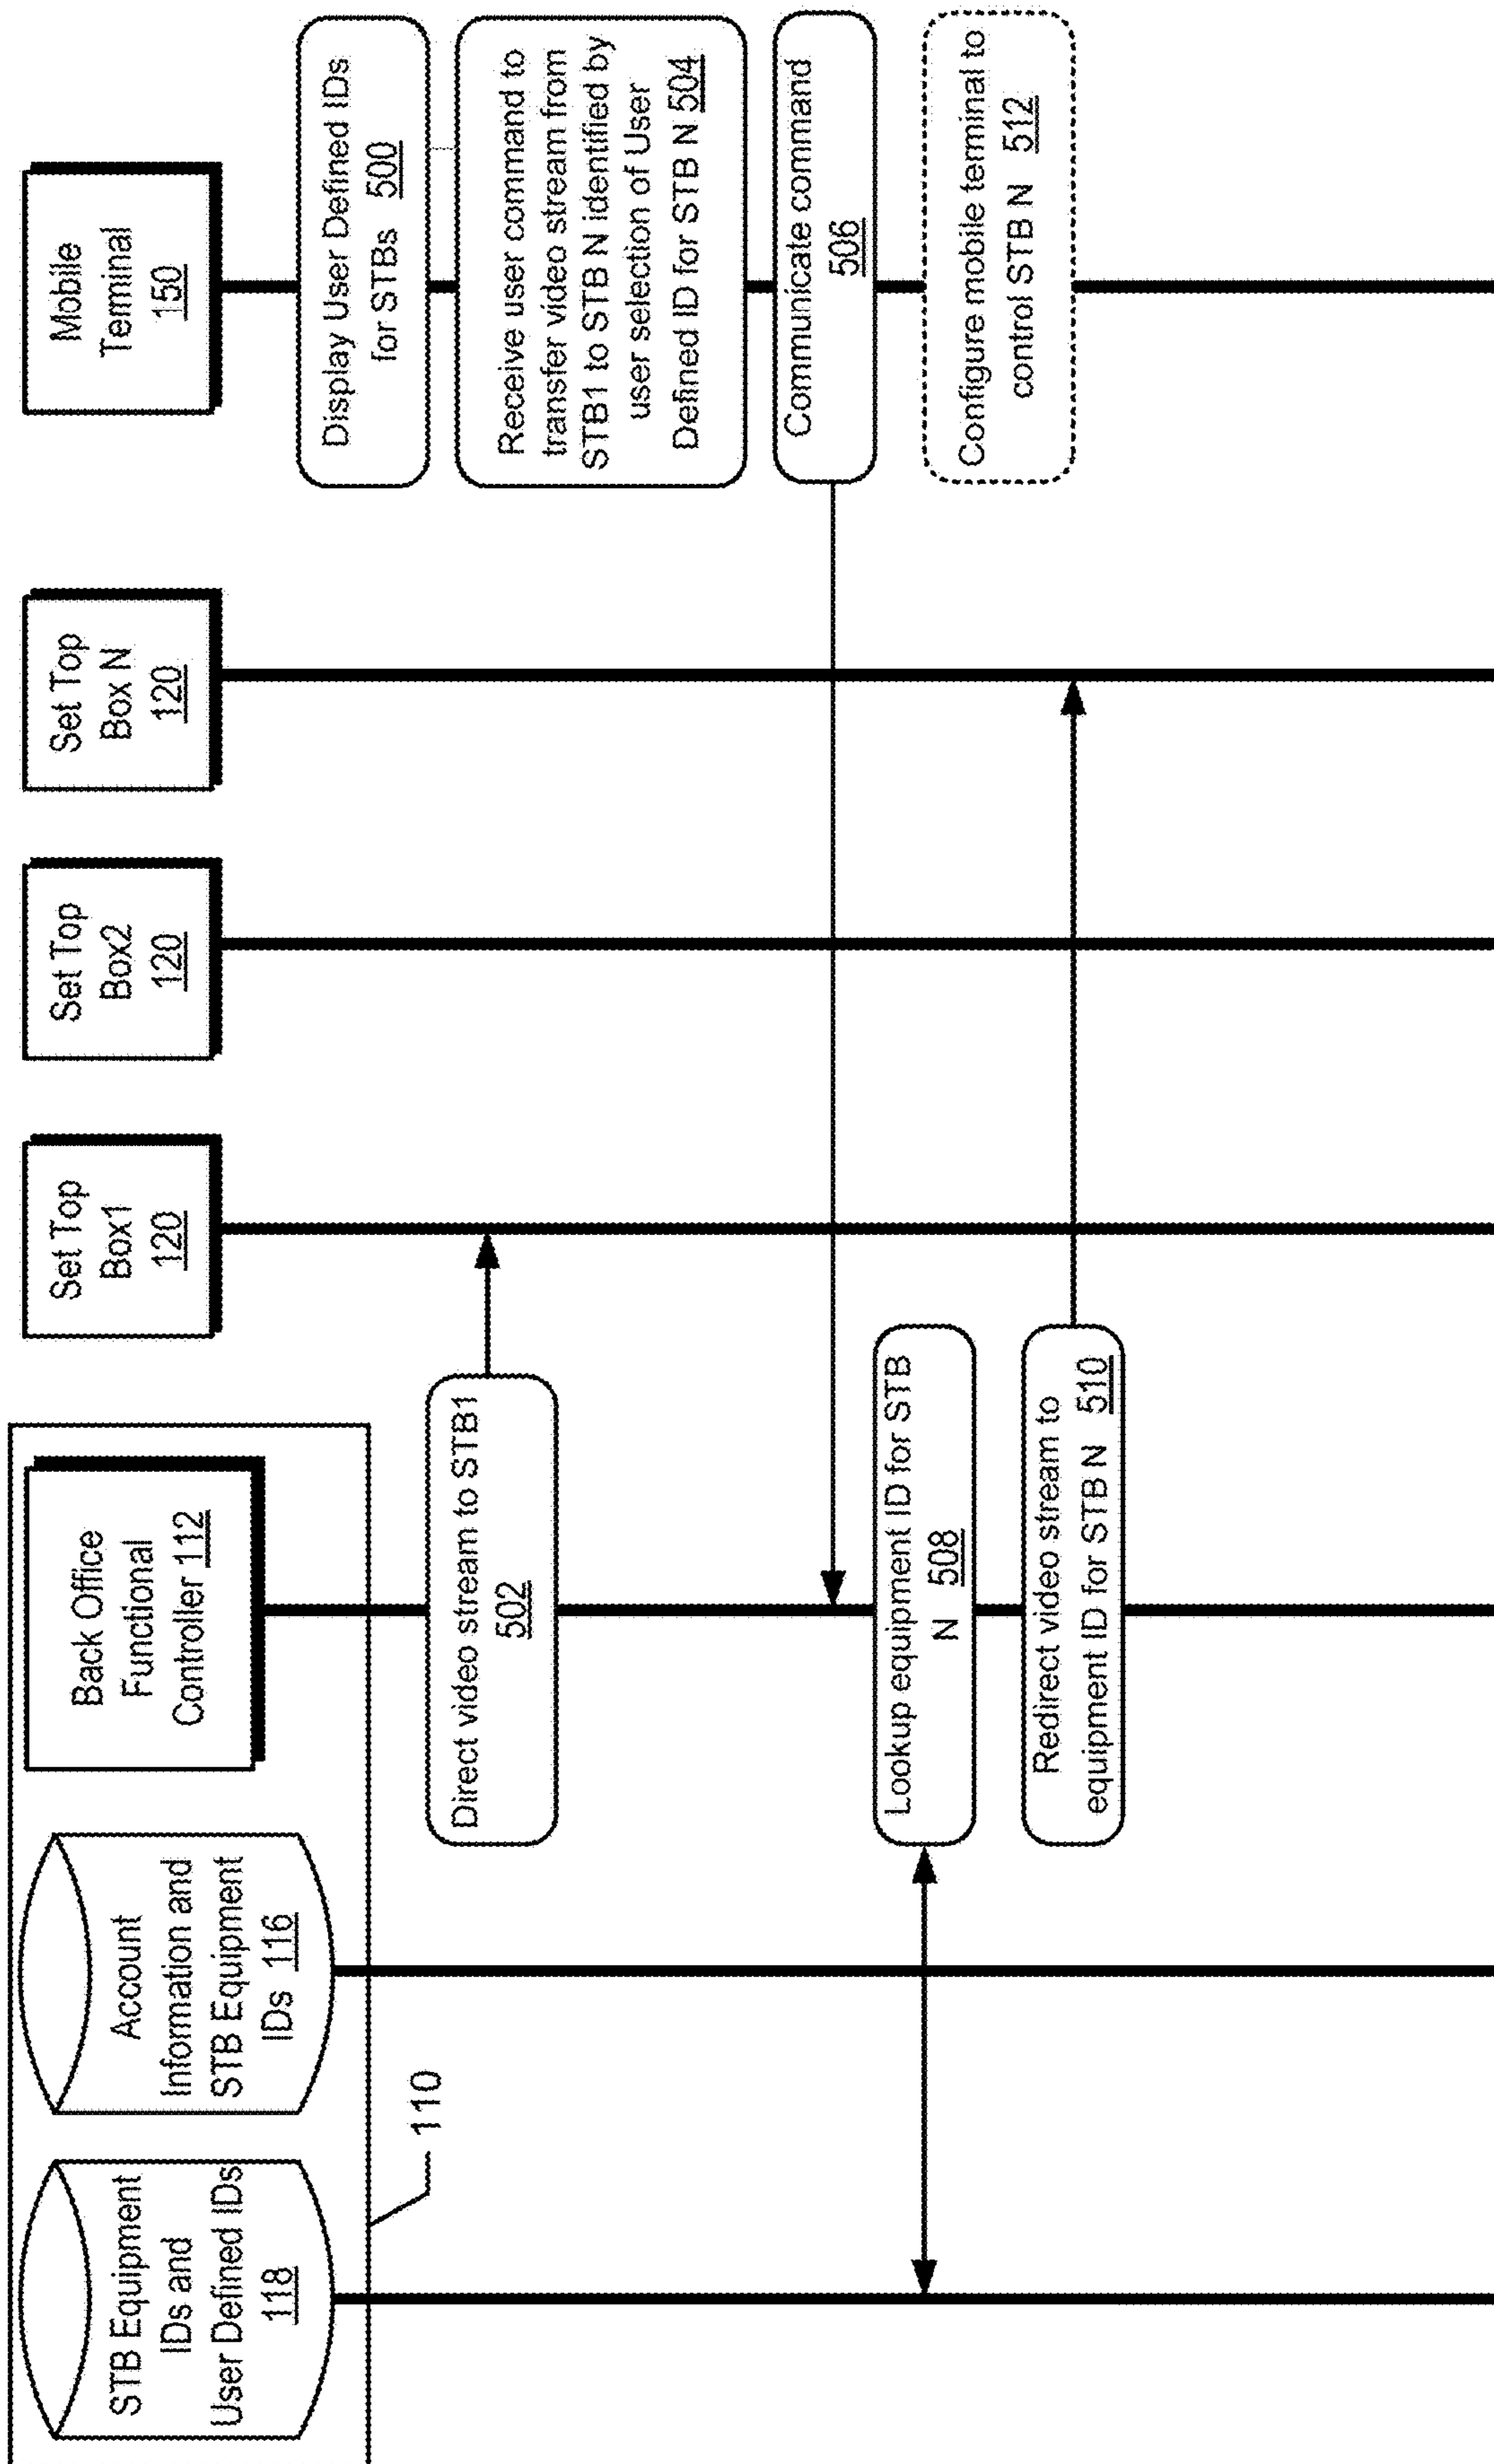 STB Equipment
IDs and
User Defined IDs
118
Account
Information and
STB Equipment
IDs 116
Back Office
Functional
Controller 112
Set Top
Box1
120
Set Top
Box2
120
Set Top
Box N
120
Mobile
Terminal
150
110
Display User Defined IDs
for STBs 500
Direct video stream to STB1
502
Receive user command to
transfer video stream from
STB1 to STB N identified by
user selection of User
Defined ID for STB N 504
Communicate command
506
Lookup equipment ID for STB
N 508
Redirect video stream to
equipment ID for STB N 510
Configure mobile terminal to
control STB N 512